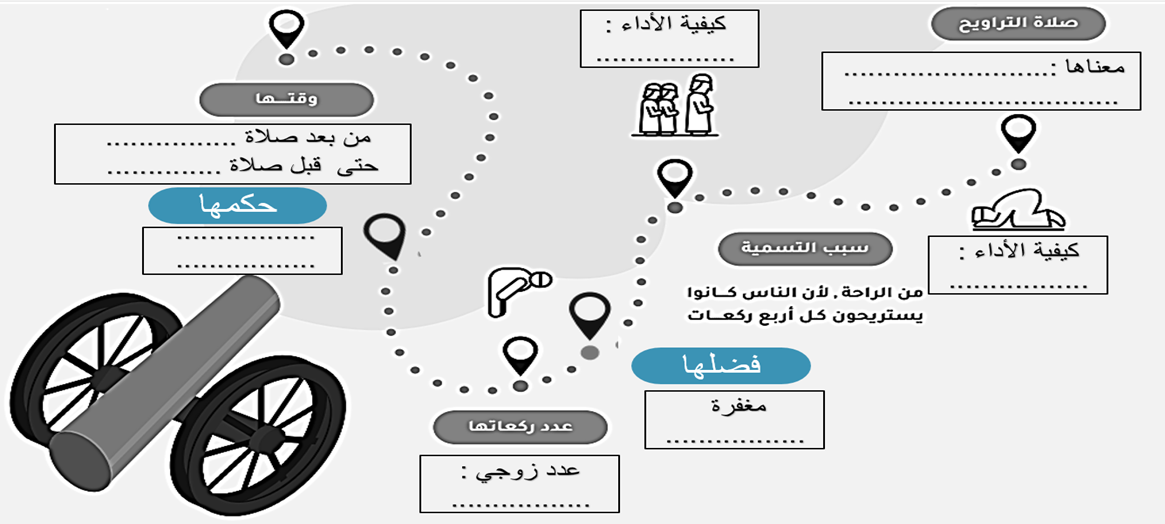 صلاة التراويح
معناها :..........................
..................................
كيفية الأداء :
.................
كيفية الأداء :
.................
سبب التسمية
من الراحة, لأن الناس كانوا
يستريحون كل أربع ركعات
فضلها
مغفرة
.................
عدد ركعاتها
عدد زوجي :
.................
وقتها
من بعد صلاة ................
حتى قبل صلاة ..............
حكمها
.................
.................